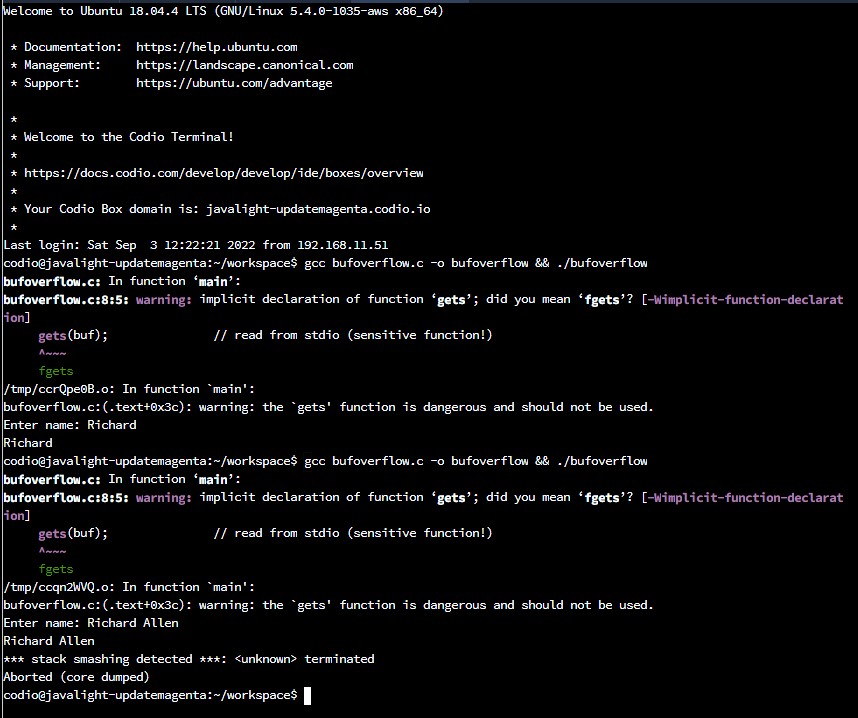 Welcome to Ubuntu 18.04.4 LTS (GNU/Linux 5.4.0-1035-aws x86_64)

 * Documentation:  https://help.ubuntu.com
 * Management:     https://landscape.canonical.com
 * Support:        https://ubuntu.com/advantage

 *
 * Welcome to the Codio Terminal!
 *
 * https://docs.codio.com/develop/develop/ide/boxes/overview
 *
 * Your Codio Box domain is: javalight-updatemagenta.codio.io
 *
Last login: Sat Sep  3 12:22:21 2022 from 192.168.11.51
codio@javalight-updatemagenta:~/workspace$ gcc bufoverflow.c -o bufoverflow && ./bufoverflow
bufoverflow.c: In function ‘main’:
bufoverflow.c:8:5: warning: implicit declaration of function ‘gets’; did you mean ‘fgets’? [-Wimplicit-function-declarat
ion]
     gets(buf);               // read from stdio (sensitive function!)
     ^~~~
     fgets
/tmp/ccrQpe0B.o: In function `main':
bufoverflow.c:(.text+0x3c): warning: the `gets' function is dangerous and should not be used.
Enter name: Richard
Richard
codio@javalight-updatemagenta:~/workspace$ gcc bufoverflow.c -o bufoverflow && ./bufoverflow
bufoverflow.c: In function ‘main’:
bufoverflow.c:8:5: warning: implicit declaration of function ‘gets’; did you mean ‘fgets’? [-Wimplicit-function-declarat
ion]
     gets(buf);               // read from stdio (sensitive function!)
     ^~~~
     fgets
/tmp/ccqn2WVQ.o: In function `main':
bufoverflow.c:(.text+0x3c): warning: the `gets' function is dangerous and should not be used.
Enter name: Richard Allen
Richard Allen
*** stack smashing detected ***: <unknown> terminated
Aborted (core dumped)
codio@javalight-updatemagenta:~/workspace$